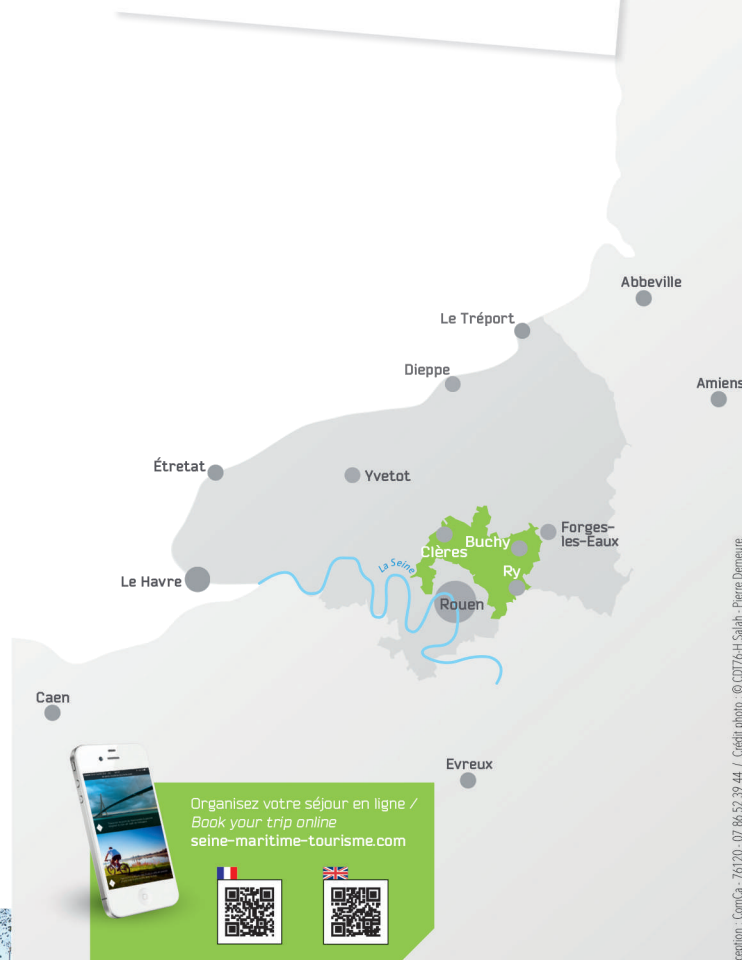 Abbeville
Le Tréport
Dieppe
Amiens
Étretat
Yvetot
Forges-
les-Eaux
Buchy
Clères
La Seine
Ry
Le Havre
Rouen
Caen
Evreux
Organisez votre séjour en ligne /
Book your trip online
seine-maritime-tourisme.com
ception : ComCa - 76120 - 07 86 52 39 44 / Crédit photo : © CDT76-H Salah - Pierre Demeure